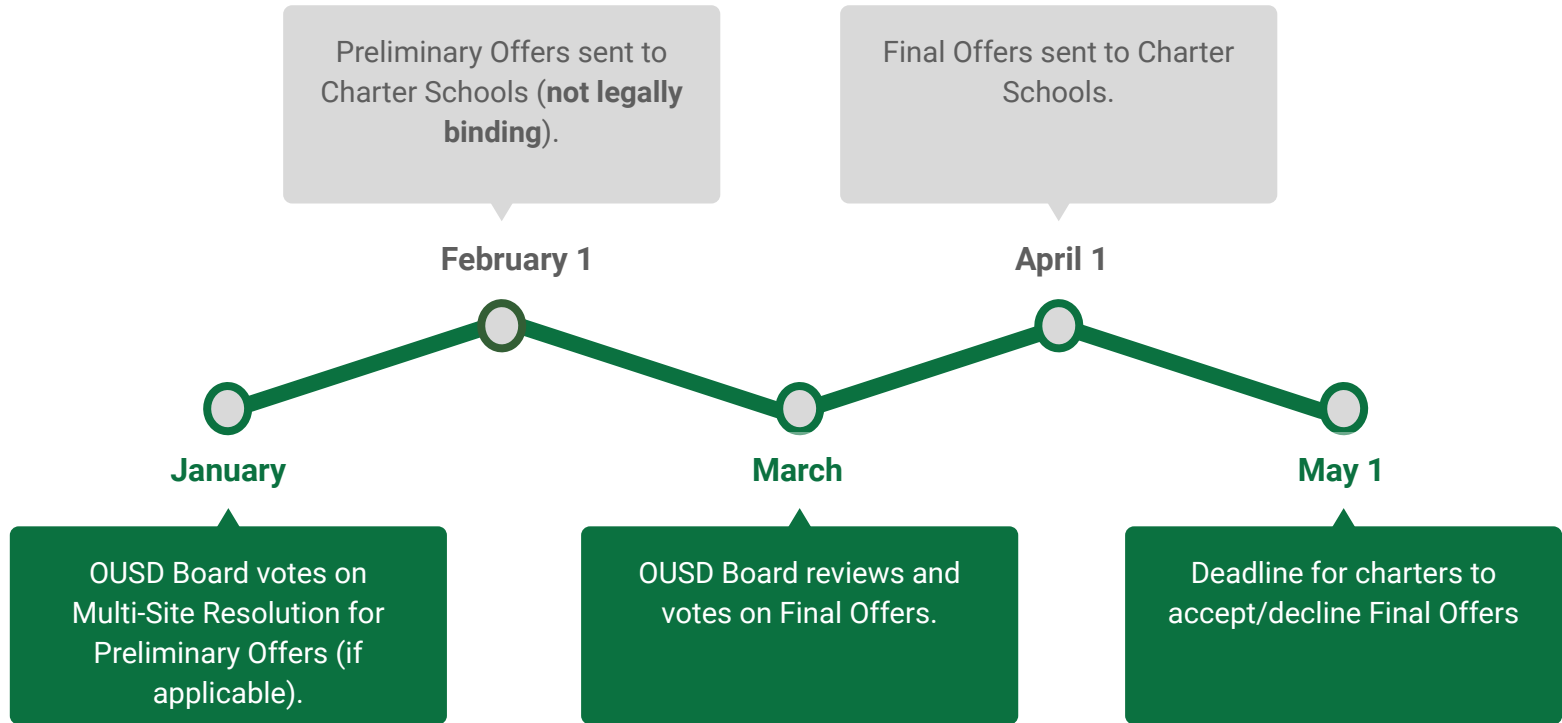 Preliminary Offers sent to
Charter Schools (not legally
binding).
Final Offers sent to Charter
Schools.
February 1
April 1
January
March
May 1
OUSD Board votes on
Multi-Site Resolution for
Preliminary Offers (if
applicable).
OUSD Board reviews and
votes on Final Offers.
Deadline for charters to
accept/decline Final Offers